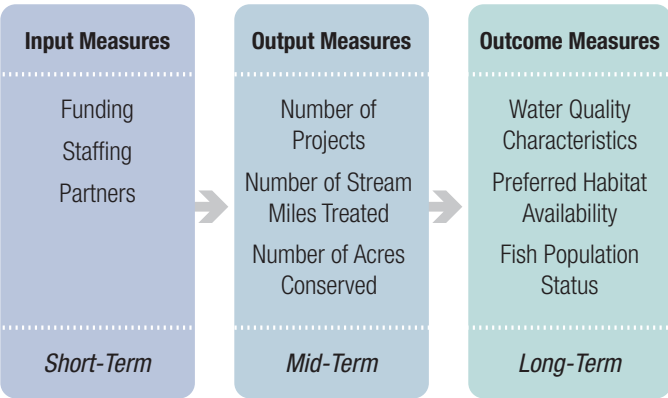 Input Measures
Funding
Staffing
Partners
Short-Term
Output Measures
Number of
Projects
Number of Stream
Miles Treated
Number of Acres
Conserved
Mid-Term
Outcome Measures
Water Quality
Characteristics
Preferred Habitat
Availability
Fish Population
Status
Long-Term